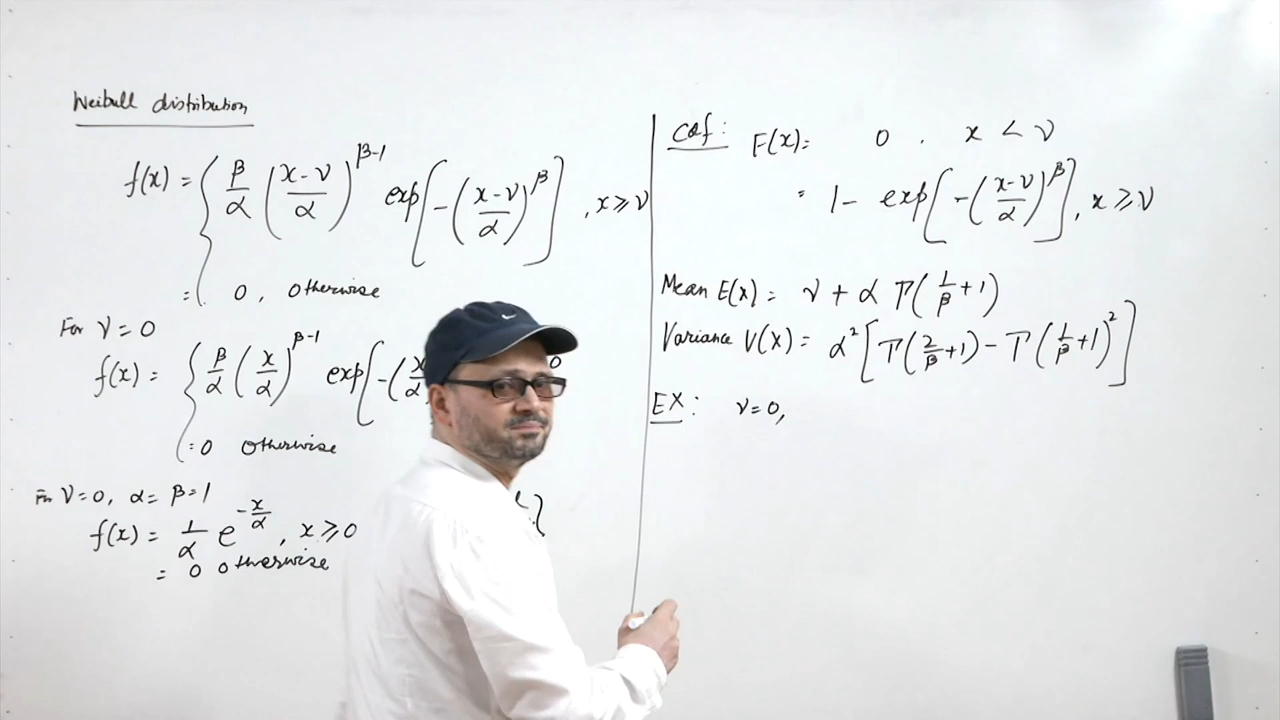 Weibull distribution
f(x) = { β/α ((x-ν)/α)^(β-1) exp[-((x-ν)/α)^β] , x ≥ ν
= 0 , Otherwise
For ν = 0
f(x) = { β/α (x/α)^(β-1) exp[-(x/α 0
= 0 Otherwise
For ν = 0, α = β = 1
f(x) = 1/α e^(-x/α) , x ≥ 0
= 0 otherwise
cdf: F(x) = 0 , x < ν
= 1 - exp[-((x-ν)/α)^β], x ≥ ν
Mean E(x) = ν + α Γ(1/β + 1)
Variance V(x) = α²[Γ(2/β + 1) - Γ(1/β + 1)²]
EX: ν = 0,